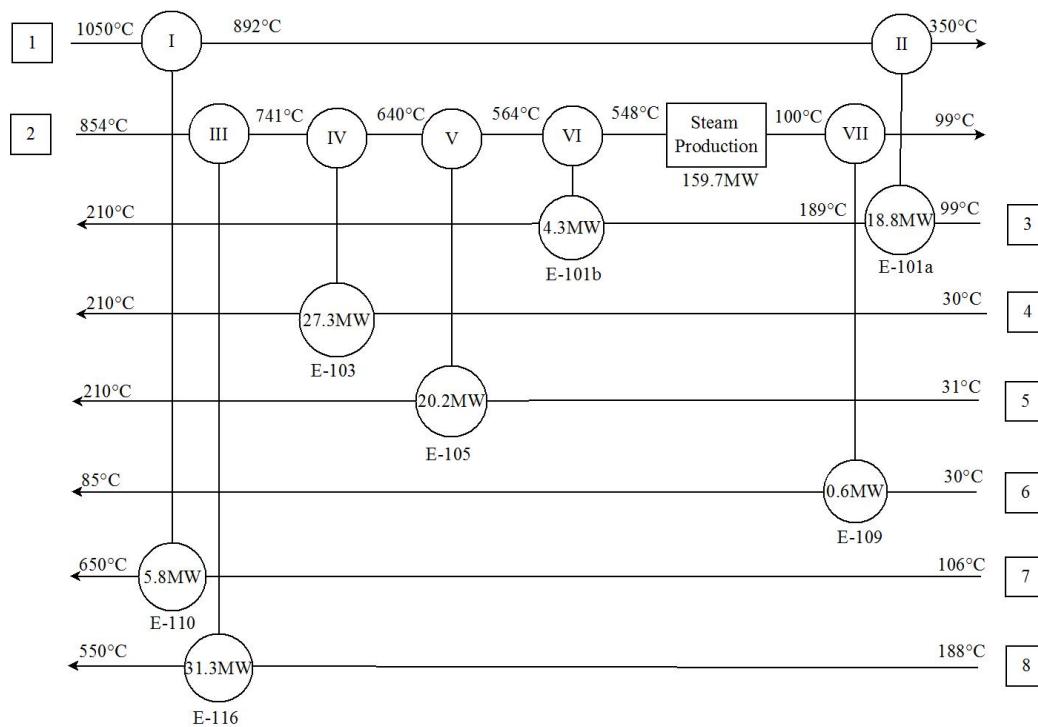 1050°C
I
892°C
II
350°C
1
854°C
III
741°C
IV
640°C
V
564°C
VI
548°C
Steam
Production
159.7MW
100°C
VII
99°C
2
210°C
4.3MW
E-101b
189°C
18.8MW
E-101a
99°C
3
210°C
27.3MW
E-103
30°C
4
210°C
20.2MW
E-105
31°C
5
85°C
0.6MW
E-109
30°C
6
650°C
5.8MW
E-110
106°C
7
550°C
31.3MW
E-116
188°C
8